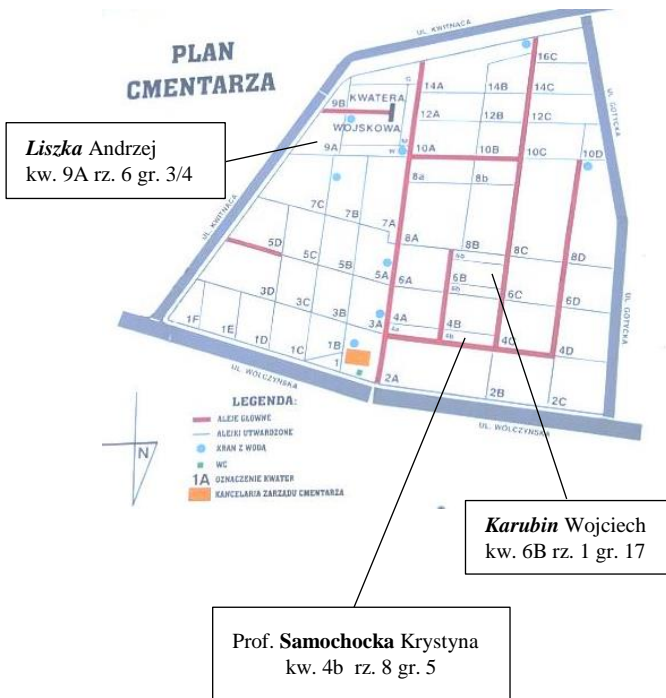 PLAN
CMENTARZA
UL. KWITNĄCA
16C
14A
14B
14C
9B
KWATERA
12A
12B
12C
WOJSKOWA
9A
10A
10B
10C
10D
8a
8b
UL. GOTYCKA
Liszka Andrzej
kw. 9A rz. 6 gr. 3/4
UL. KWITNĄCA
7C
7B
7A
8A
8B
8C
8D
5D
5C
5B
5A
6A
6B
6b
6C
6D
3D
3C
3B
3A
4A
4a
4B
4b
4C
4D
UL. GOTYCKA
1F
1E
1D
1C
1B
1
2A
2B
2C
UL. WÓLCZYŃSKA
UL. WÓLCZYŃSKA
LEGENDA:
ALEJE GŁÓWNE
ALEJKI UTWARDZONE
KRAN Z WODĄ
WC
1A OZNACZENIE KWATER
KANCELARIA ZARZĄDU CMENTARZA
N
Karubin Wojciech
kw. 6B rz. 1 gr. 17
Prof. Samochocka Krystyna
kw. 4b rz. 8 gr. 5